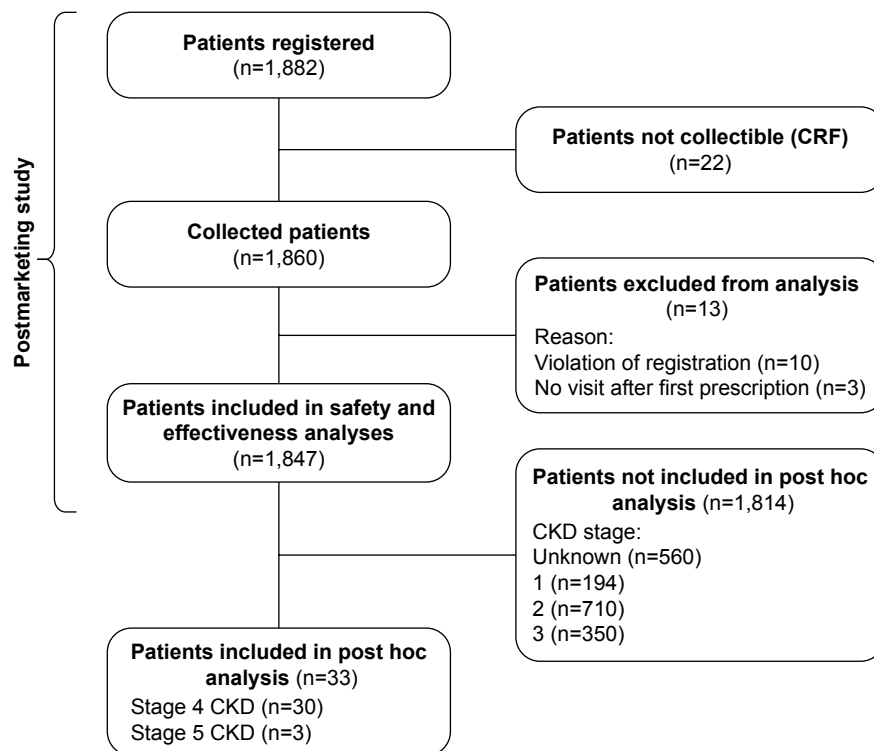 Postmarketing study
Patients registered
(n=1,882)
Patients not collectible (CRF)
(n=22)
Collected patients
(n=1,860)
Patients excluded from analysis
(n=13)
Reason:
Violation of registration (n=10)
No visit after first prescription (n=3)
Patients included in safety and
effectiveness analyses
(n=1,847)
Patients not included in post hoc
analysis (n=1,814)
CKD stage:
Unknown (n=560)
1 (n=194)
2 (n=710)
3 (n=350)
Patients included in post hoc
analysis (n=33)
Stage 4 CKD (n=30)
Stage 5 CKD (n=3)